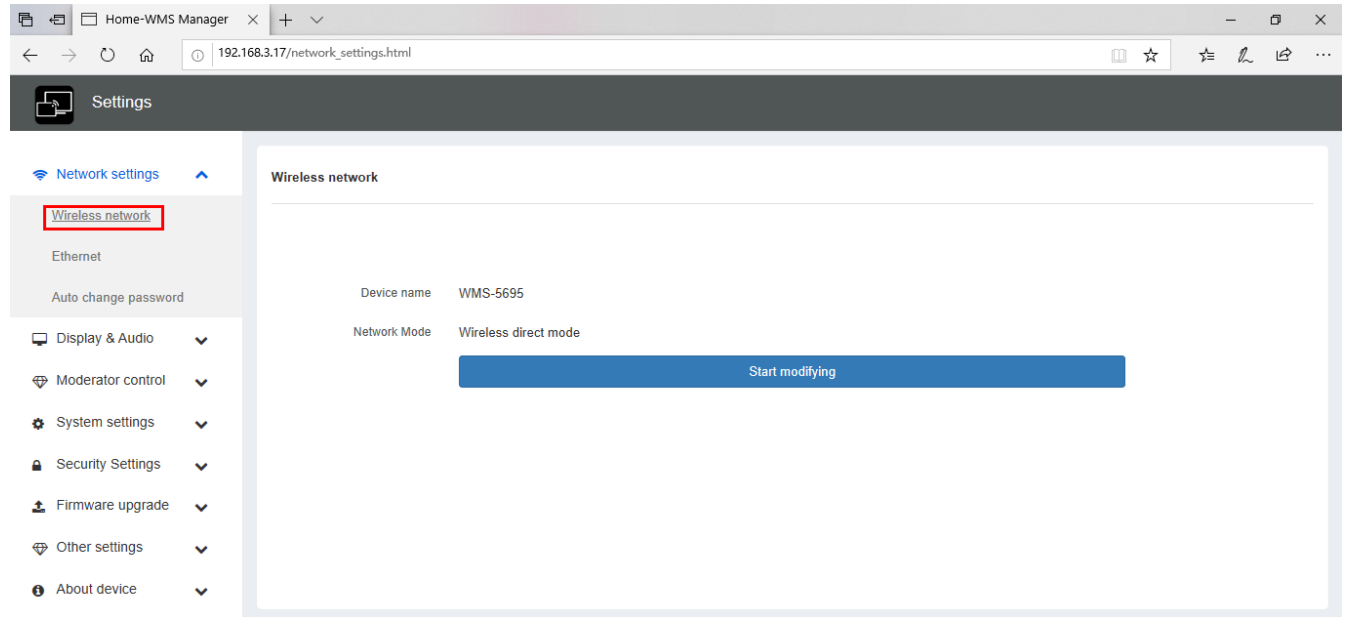 Home-WMS Manager
192.168.3.17/network_settings.html
Settings
Network settings
Wireless network
Ethernet
Auto change password
Display & Audio
Moderator control
System settings
Security Settings
Firmware upgrade
Other settings
About device
Wireless network
Device name WMS-5695
Network Mode Wireless direct mode
Start modifying